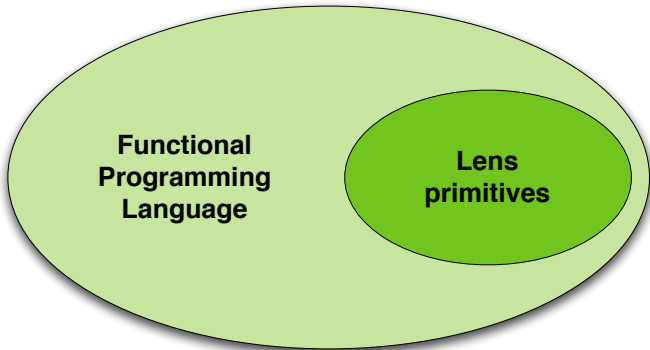 Functional
Programming
Language
Lens
primitives